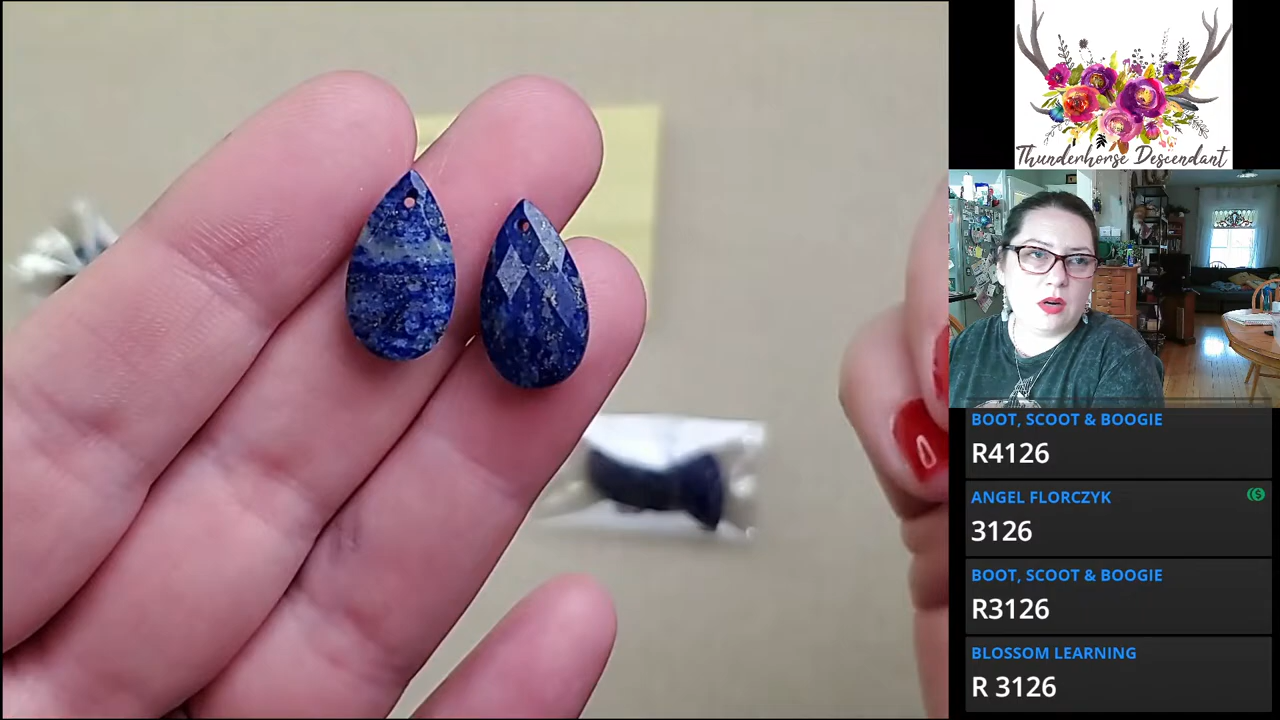 Thunderhorse Descendant
BOOT, SCOOT & BOOGIE
R4126
ANGEL FLORCZYK
3126
BOOT, SCOOT & BOOGIE
R3126
BLOSSOM LEARNING
R 3126